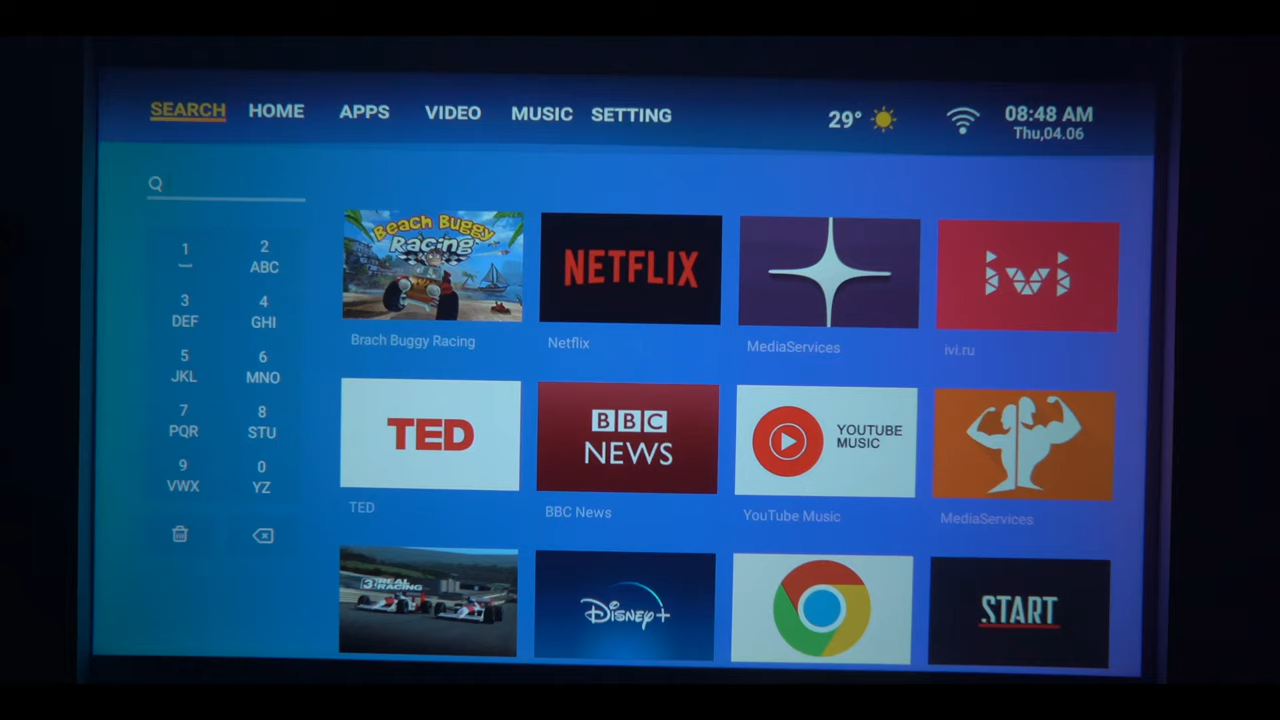 SEARCH HOME APPS VIDEO MUSIC SETTING 29° 08:48 AM
Thu,04.06
1 2
ABC
3 4
DEF GHI
5 6
JKL MNO
7 8
PQR STU
9 0
VWX YZ
Beach Buggy
Racing
NETFLIX
ivi
Brach Buggy Racing Netflix MediaServices ivi.ru
TED
BBC
NEWS
YOUTUBE
MUSIC
TED BBC News YouTube Music MediaServices
REAL
RACING
3
Disney+
START